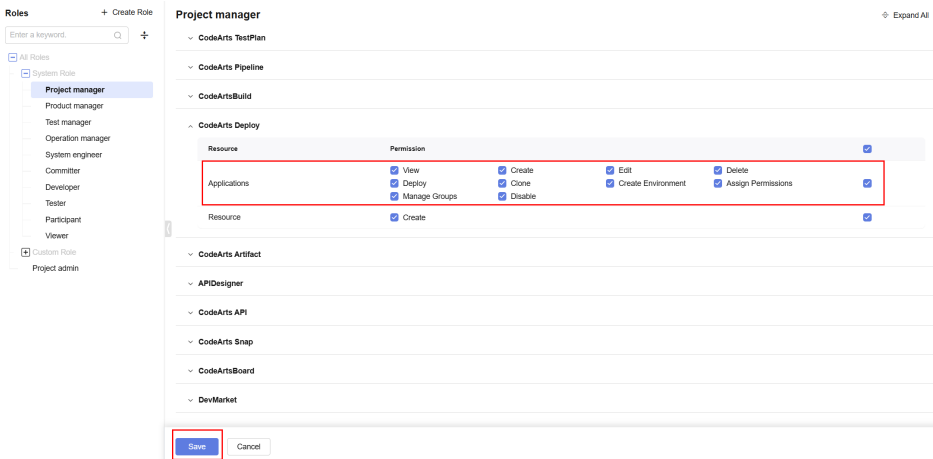 Roles
+ Create Role
Enter a keyword.
All Roles
System Role
Project manager
Product manager
Test manager
Operation manager
System engineer
Committer
Developer
Tester
Participant
Viewer
Custom Role
Project admin
Project manager
Expand All
CodeArts TestPlan
CodeArts Pipeline
CodeArtsBuild
CodeArts Deploy
Resource Permission
Applications
View Create Edit Delete
Deploy Clone Create Environment Assign Permissions
Manage Groups Disable
Resource Create
CodeArts Artifact
APIDesigner
CodeArts API
CodeArts Snap
CodeArtsBoard
DevMarket
Save Cancel